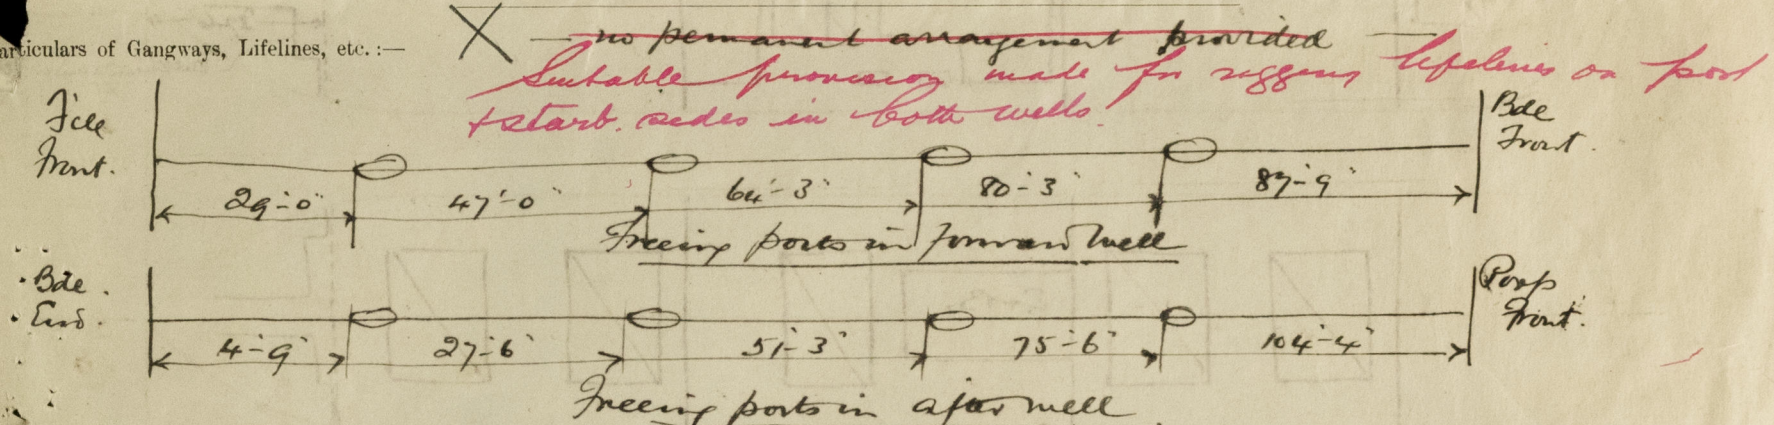 articulars of Gangways, Lifelines, etc. :—
X — no permanent arrangement provided —
Suitable provision made for rigging lifelines on port
+ starb. sides in both wells.
F'cle Front. Bde Front.
29'-0" 47'-0" 64'-3" 80'-3" 87'-9"
Freeing ports in forward well
Bde. End. Poop Front.
4'-9" 27'-6" 51'-3" 75'-6" 104'-4"
Freeing ports in after well